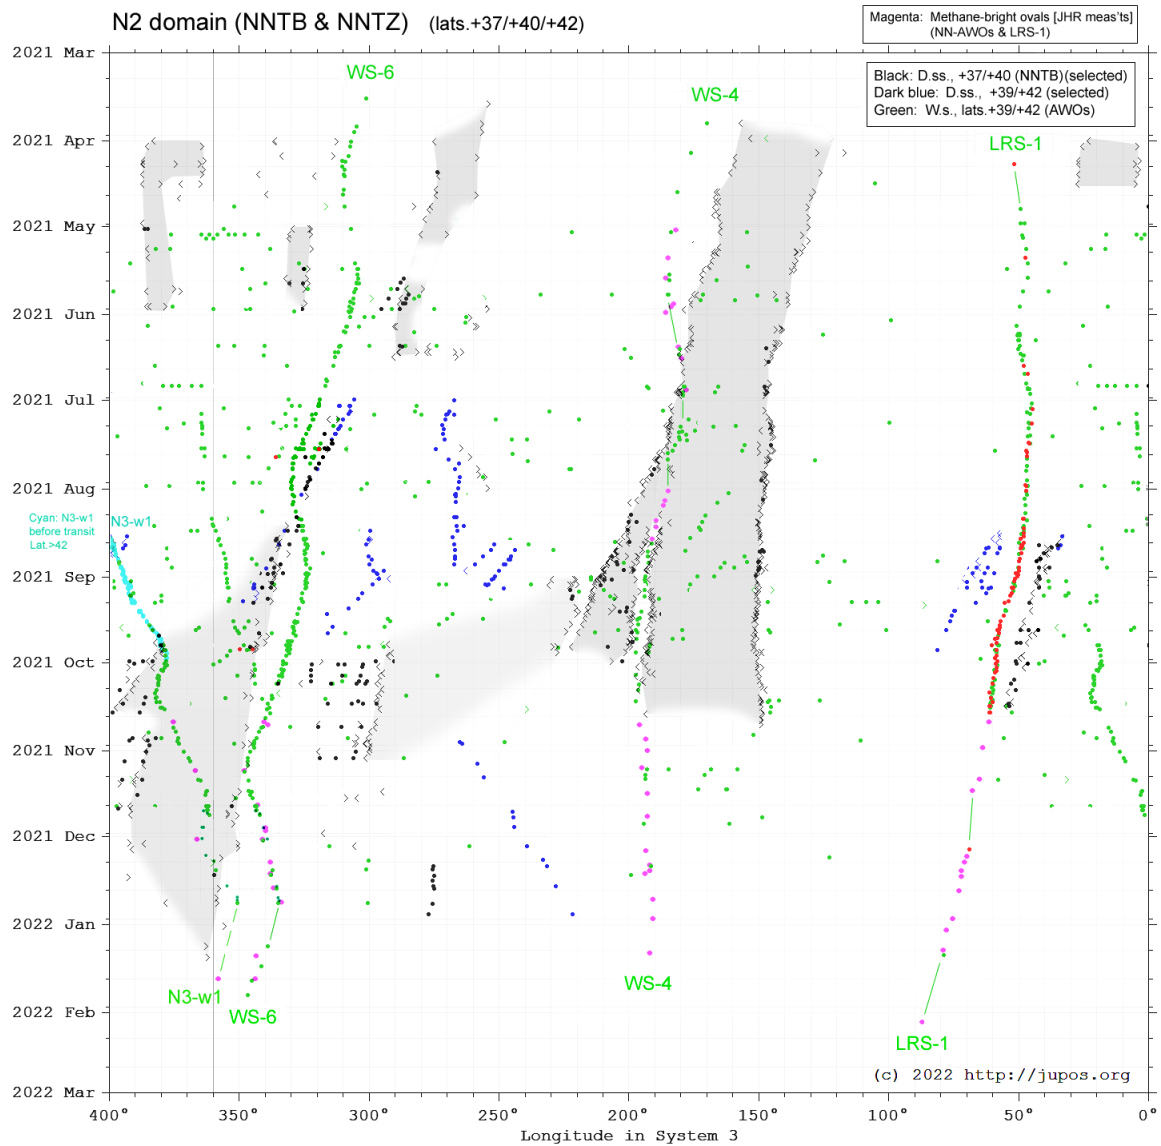 N2 domain (NNTB & NNTZ) (lats.+37/+40/+42)
Magenta: Methane-bright ovals [JHR meas'ts]
(NN-AWOs & LRS-1)
Black: D.ss., +37/+40 (NNTB)(selected)
Dark blue: D.ss., +39/+42 (selected)
Green: W.s., lats.+39/+42 (AWOs)
2021 Mar
WS-6
WS-4
2021 Apr
LRS-1
2021 May
2021 Jun
2021 Jul
2021 Aug
Cyan: N3-w1
before transit
Lat.>42
N3-w1
2021 Sep
2021 Oct
2021 Nov
2021 Dec
2022 Jan
N3-w1
WS-6
WS-4
2022 Feb
LRS-1
(c) 2022 http://jupos.org
2022 Mar
400° 350° 300° 250° 200° 150° 100° 50° 0°
Longitude in System 3